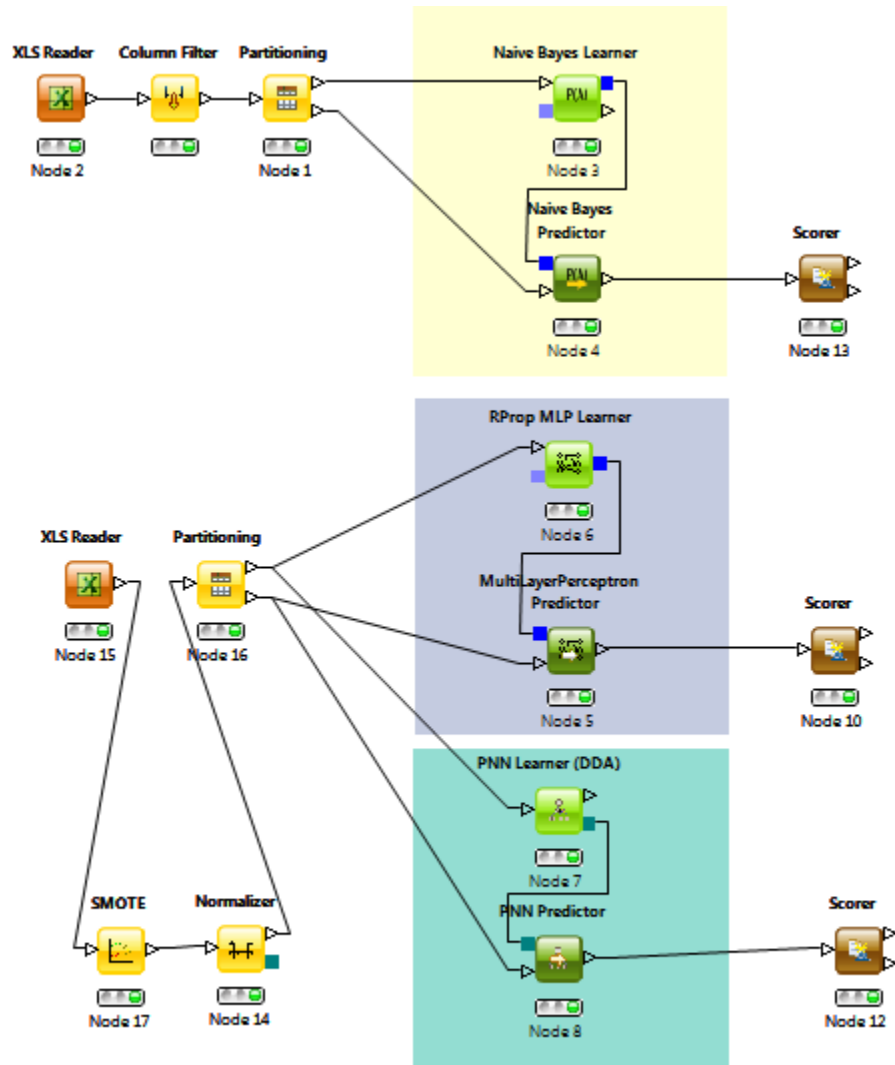 Naive Bayes Learner
XLS Reader Column Filter Partitioning
P(A)
Node 2 Node 1 Node 3
Naive Bayes
Predictor Scorer
P(A)
Node 4 Node 13
RProp MLP Learner
Node 6
XLS Reader Partitioning
MultiLayerPerceptron
Predictor Scorer
Node 15 Node 16
Node 5 Node 10
PNN Learner (DDA)
Node 7
SMOTE Normalizer PNN Predictor Scorer
Node 17 Node 14 Node 8 Node 12